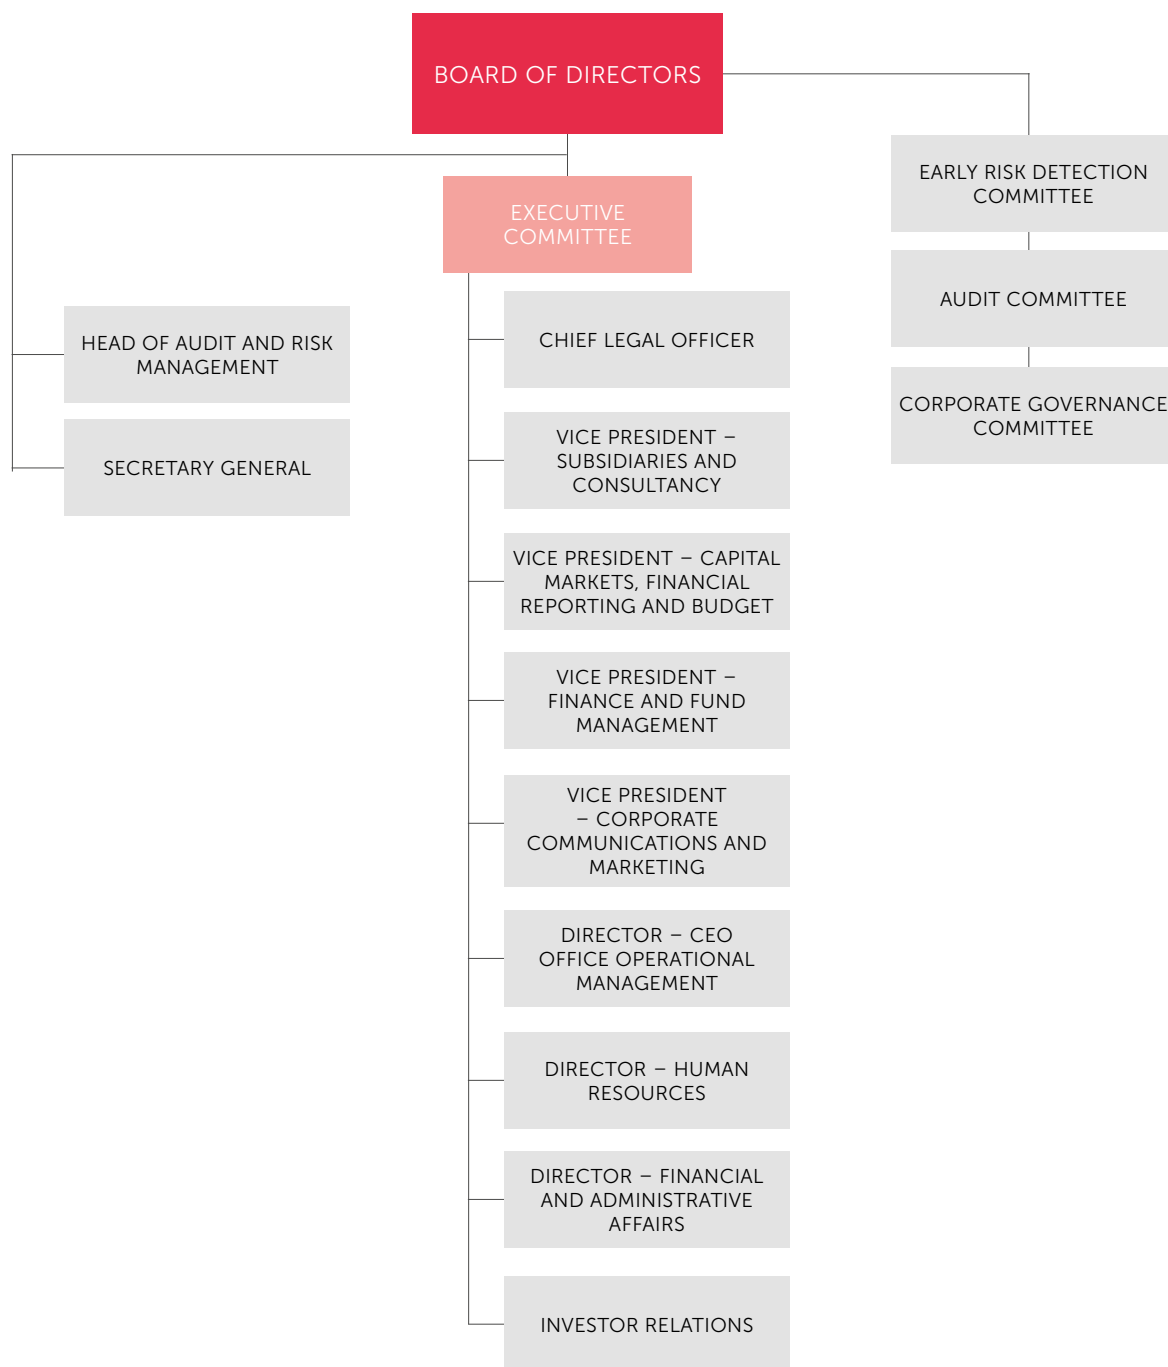 BOARD OF DIRECTORS
EXECUTIVE
COMMITTEE
HEAD OF AUDIT AND RISK
MANAGEMENT
SECRETARY GENERAL
CHIEF LEGAL OFFICER
VICE PRESIDENT –
SUBSIDIARIES AND
CONSULTANCY
VICE PRESIDENT – CAPITAL
MARKETS, FINANCIAL
REPORTING AND BUDGET
VICE PRESIDENT –
FINANCE AND FUND
MANAGEMENT
VICE PRESIDENT
– CORPORATE
COMMUNICATIONS AND
MARKETING
DIRECTOR – CEO
OFFICE OPERATIONAL
MANAGEMENT
DIRECTOR – HUMAN
RESOURCES
DIRECTOR – FINANCIAL
AND ADMINISTRATIVE
AFFAIRS
INVESTOR RELATIONS
EARLY RISK DETECTION
COMMITTEE
AUDIT COMMITTEE
CORPORATE GOVERNANCE
COMMITTEE